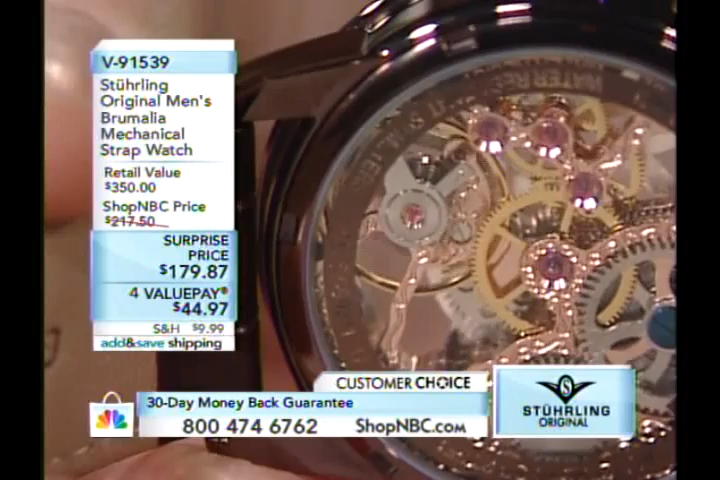 V-91539
Stührling
Original Men's
Brumalia
Mechanical
Strap Watch
Retail Value
$350.00
ShopNBC Price
$217.50
SURPRISE
PRICE
$179.87
4 VALUEPAY®
$44.97
S&H $9.99
add&save shipping
CUSTOMER CHOICE
30-Day Money Back Guarantee
800 474 6762 ShopNBC.com
S
STÜHRLING
ORIGINAL
WATER RES